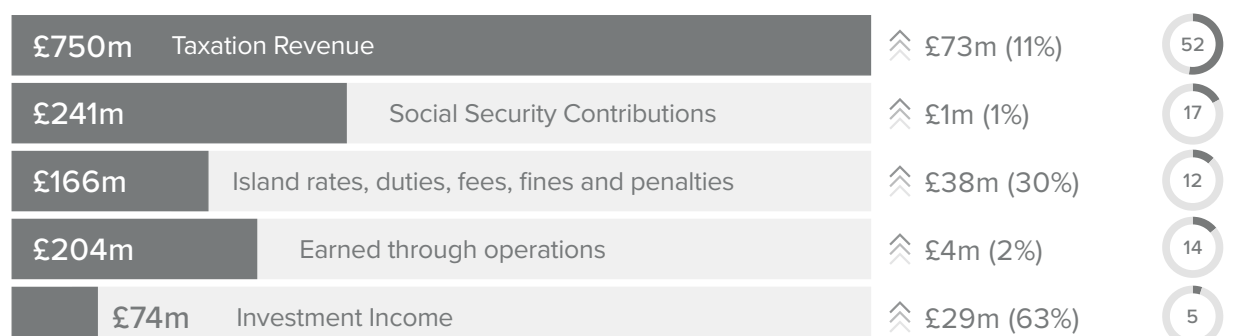 £750m Taxation Revenue £73m (11%) 52
£241m Social Security Contributions £1m (1%) 17
£166m Island rates, duties, fees, fines and penalties £38m (30%) 12
£204m Earned through operations £4m (2%) 14
£74m Investment Income £29m (63%) 5